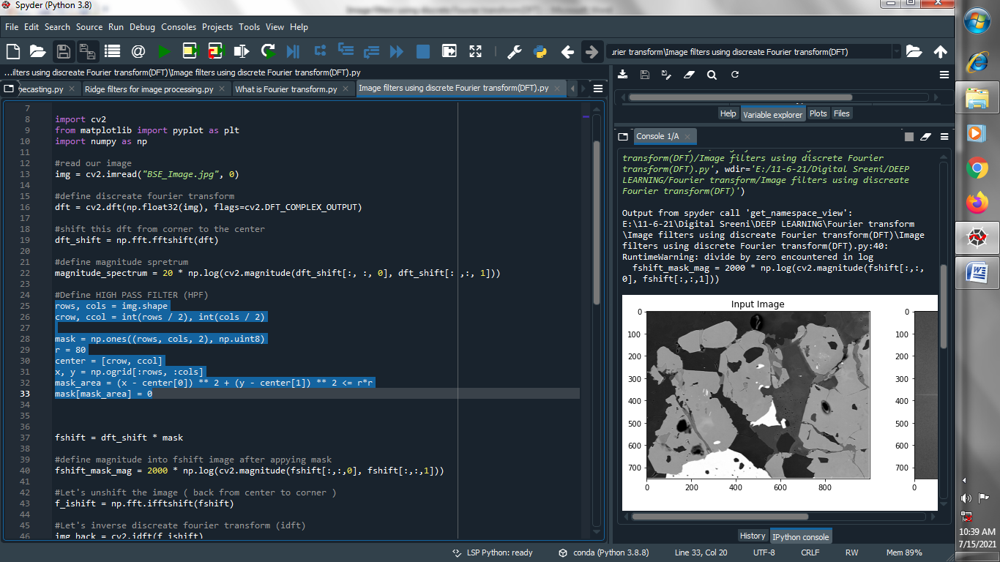 Spyder (Python 3.8)
Image filters using discrete Fourier transform(DFT) - Microsoft Word
File Edit Search Source Run Debug Consoles Projects Tools View Help
urier transform\Image filters using discreate Fourier transform(DFT)
...ilters using discreate Fourier transform(DFT)\Image filters using discrete Fourier transform(DFT).py
ecasting.py
Ridge filters for image processing.py
What is Fourier transform.py
Image filters using discrete Fourier transform(DFT).py
7
8 import cv2
9 from matplotlib import pyplot as plt
10 import numpy as np
11
12 #read our image
13 img = cv2.imread("BSE_Image.jpg", 0)
14
15 #define discreate fourier transform
16 dft = cv2.dft(np.float32(img), flags=cv2.DFT_COMPLEX_OUTPUT)
17
18 #shift this dft from corner to the center
19 dft_shift = np.fft.fftshift(dft)
20
21 #define magnitude spretrum
22 magnitude_spectrum = 20 * np.log(cv2.magnitude(dft_shift[:, :, 0], dft_shift[: ,:, 1]))
23
24 #Define HIGH PASS FILTER (HPF)
25 rows, cols = img.shape
26 crow, ccol = int(rows / 2), int(cols / 2)
27
28 mask = np.ones((rows, cols, 2), np.uint8)
29 r = 80
30 center = [crow, ccol]
31 x, y = np.ogrid[:rows, :cols]
32 mask_area = (x - center[0]) ** 2 + (y - center[1]) ** 2 <= r*r
33 mask[mask_area] = 0
34
35
36
37 fshift = dft_shift * mask
38
39 #define magnitude into fshift image after appying mask
40 fshift_mask_mag = 2000 * np.log(cv2.magnitude(fshift[:,:,0], fshift[:,:,1]))
41
42 #Let's unshift the image ( back from center to corner )
43 f_ishift = np.fft.ifftshift(fshift)
44
45 #Let's inverse discreate fourier transform (idft)
46 img_back = cv2.idft(f_ishift)
Help Variable explorer Plots Files
Console 1/A
transform(DFT)/Image filters using discrete Fourier
transform(DFT).py', wdir='E:/11-6-21/Digital Sreeni/DEEP
LEARNING/Fourier transform/Image filters using discreate
Fourier transform(DFT)')
Output from spyder call 'get_namespace_view':
E:\11-6-21\Digital Sreeni\DEEP LEARNING\Fourier transform
\Image filters using discreate Fourier transform(DFT)\Image
filters using discrete Fourier transform(DFT).py:40:
RuntimeWarning: divide by zero encountered in log
fshift_mask_mag = 2000 * np.log(cv2.magnitude(fshift[:,:,
0], fshift[:,:,1]))
Input Image
0 0
100 100
200 200
300 300
400 400
500 500
600 600
700 700
0 200 400 600 800 0
History IPython console
LSP Python: ready conda (Python 3.8.8) Line 33, Col 20 UTF-8 CRLF RW Mem 89%
10:39 AM
7/15/2021